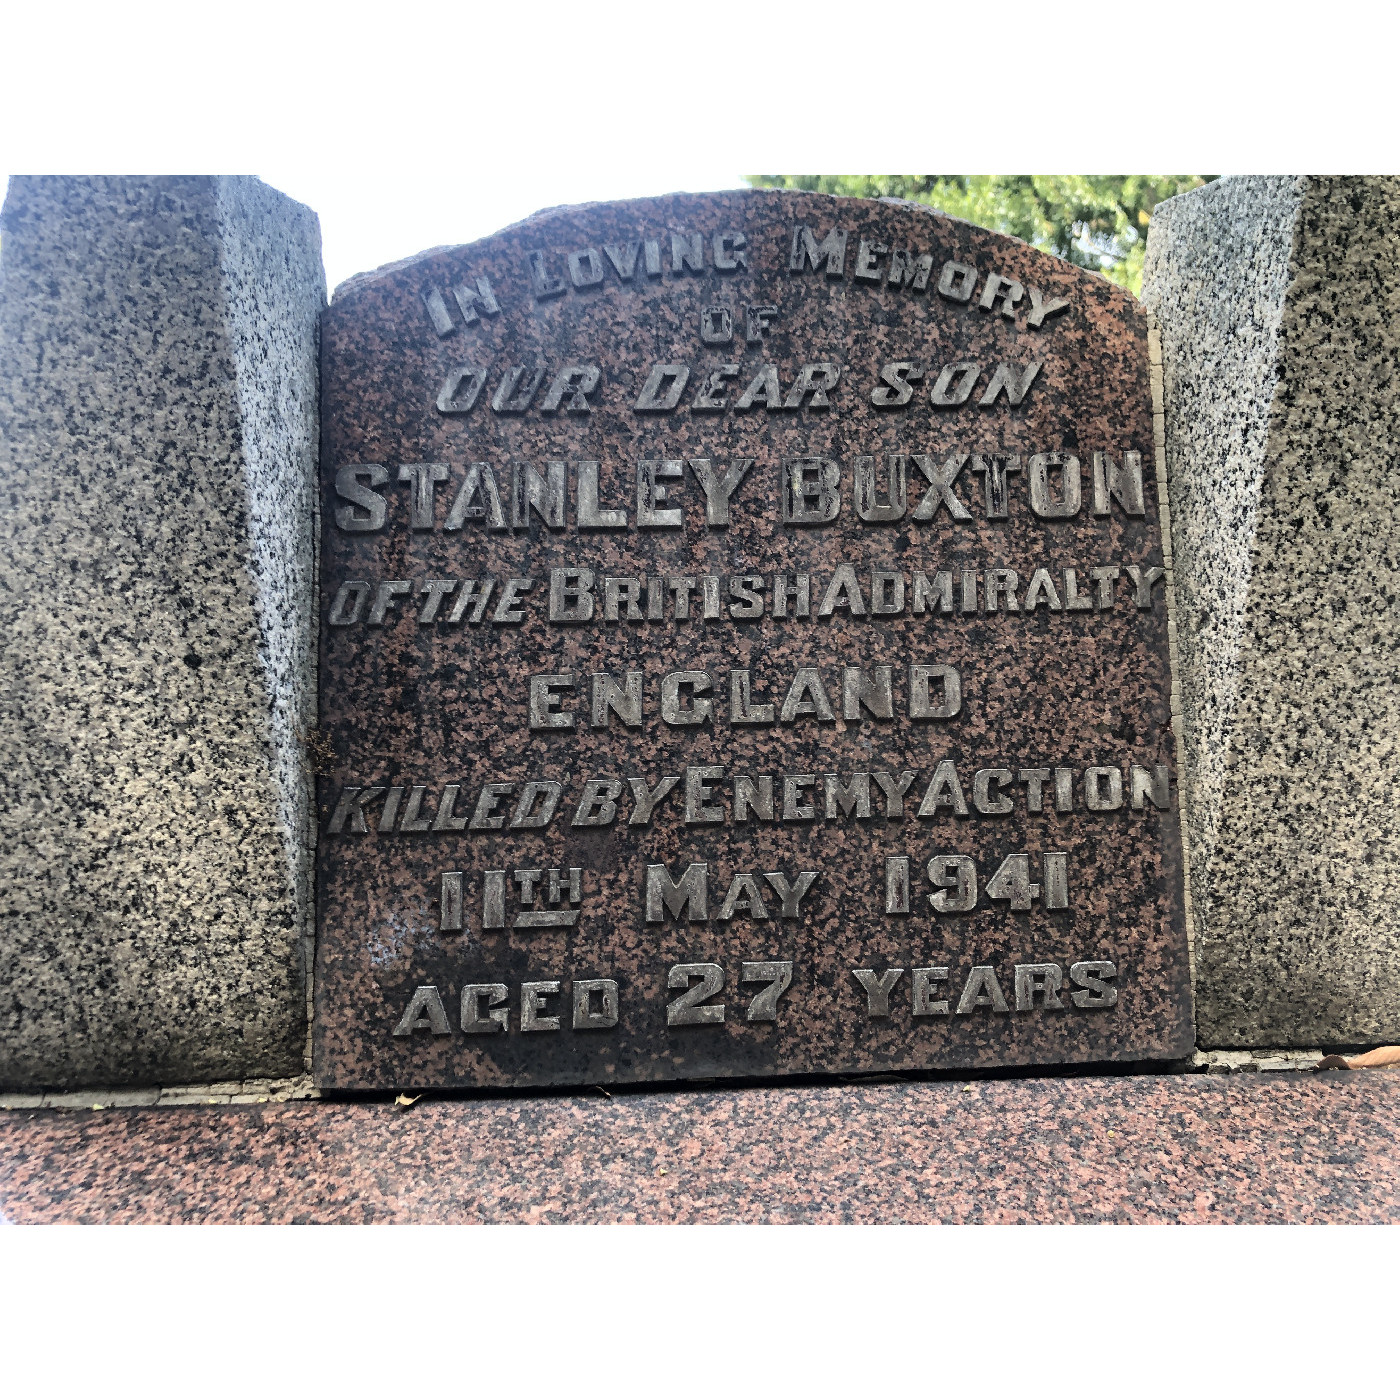 IN LOVING MEMORY
OF
OUR DEAR SON
STANLEY BUXTON
OF THE BRITISH ADMIRALTY
ENGLAND
KILLED BY ENEMY ACTION
11TH MAY 1941
AGED 27 YEARS